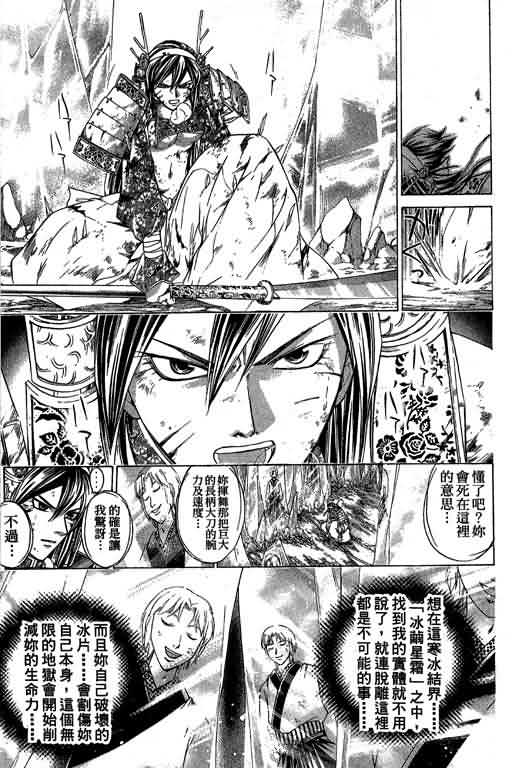 懂了吧？妳
會死在這裡
的意思…
妳揮舞那把巨大
的長柄大刀的腕
力及速度…
的確是讓
我驚訝…
…
不過…
想在這寒冰結界…
「冰繭星霜」之中，
找到我的實體就不用
說了，就連脫離這裡
都是不可能的事……
而且妳自己破壞的
冰片……會割傷妳
自己本身，這個無
限的地獄會開始削
減妳的生命力……